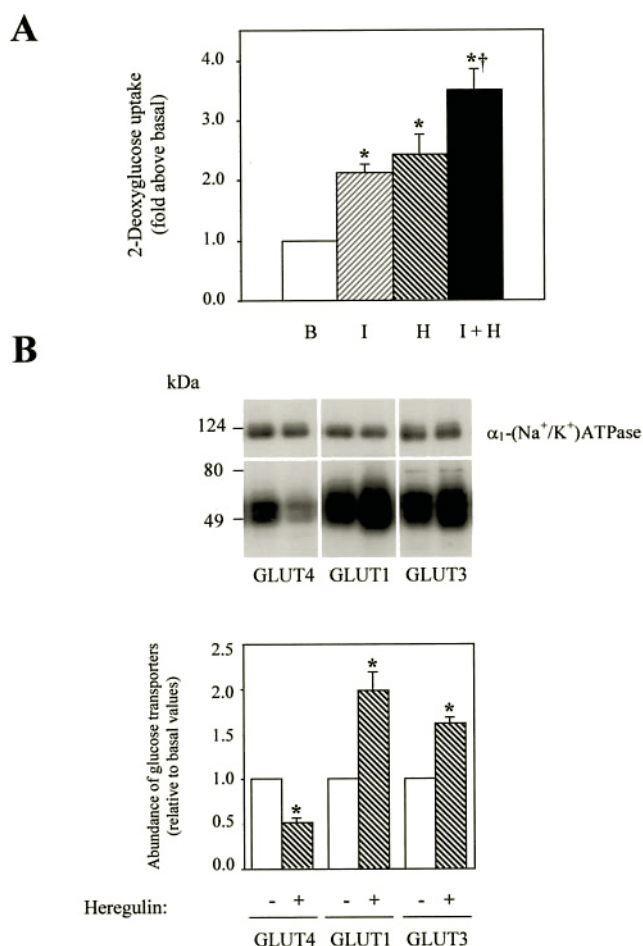 A
2-Deoxyglucose uptake
(fold above basal)
4.0
3.0
2.0
1.0
0.0
*
*
*†
B I H I + H
B
kDa
124
80
49
α₁-(Na⁺/K⁺)ATPase
GLUT4 GLUT1 GLUT3
Abundance of glucose transporters
(relative to basal values)
2.5
2.0
1.5
1.0
0.5
0.0
*
*
*
Heregulin: - + - + - +
GLUT4 GLUT1 GLUT3